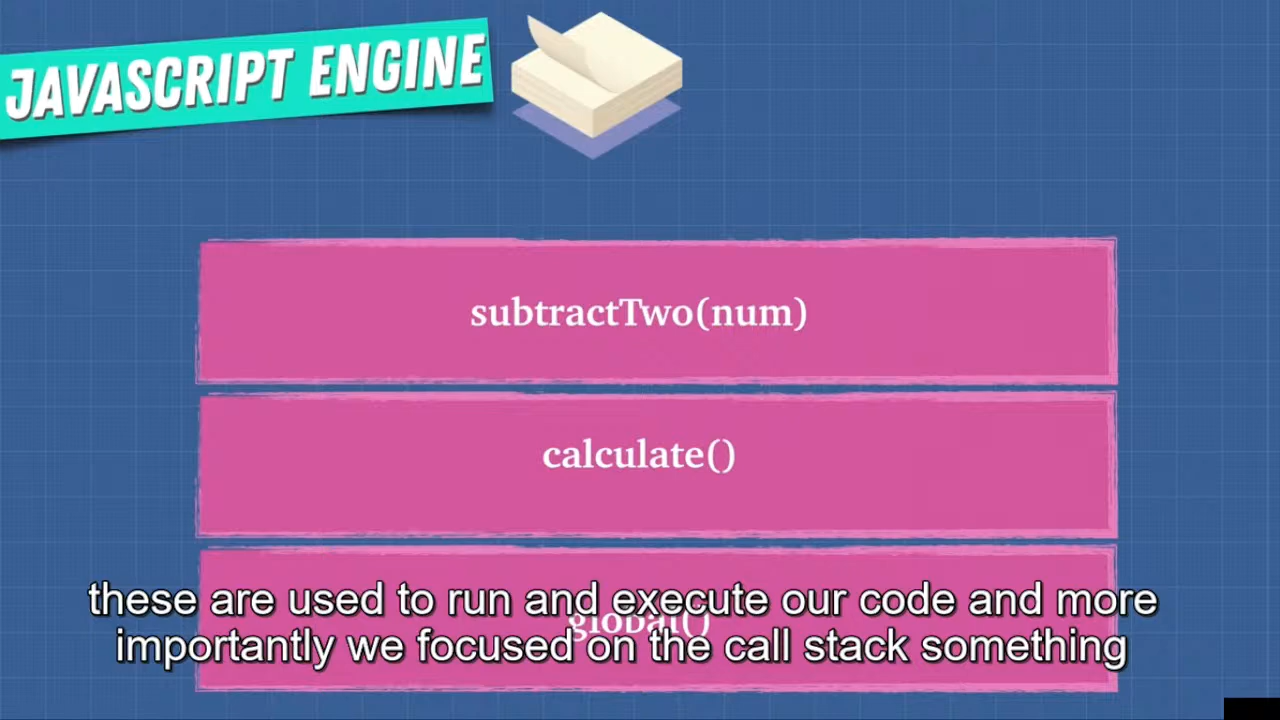 JAVASCRIPT ENGINE
subtractTwo(num)
calculate()
global()
these are used to run and execute our code and more
importantly we focused on the call stack something